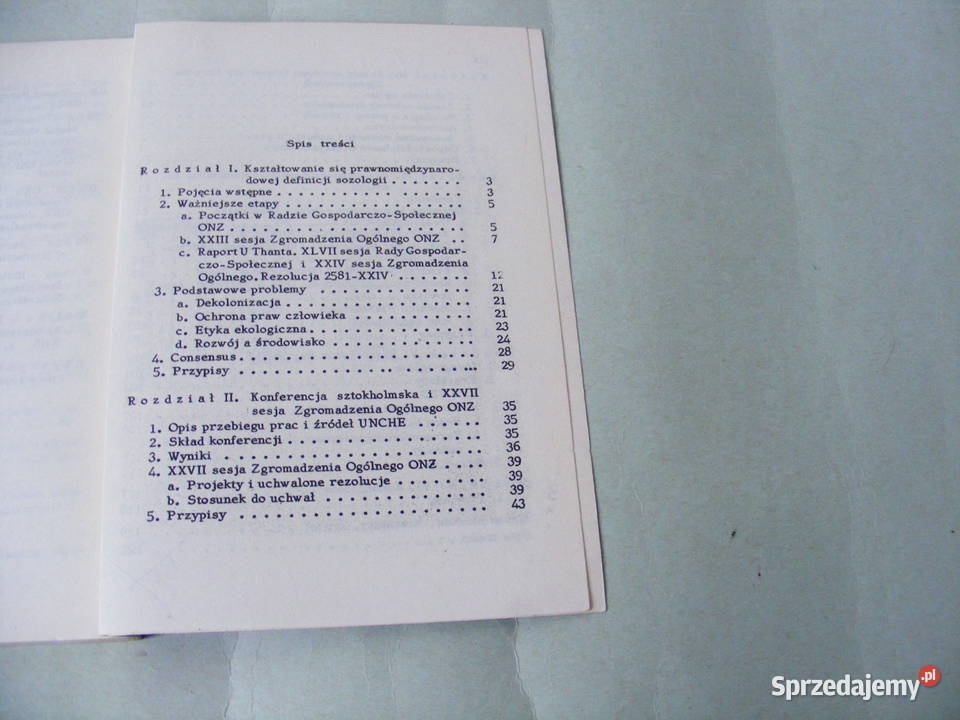 Spis treści
Rozdział I. Kształtowanie się prawnomiędzynaro-
dowej definicji sozologii . . . . . . . 3
1. Pojęcia wstępne . . . . . . . . . . . . . . . . 3
2. Ważniejsze etapy . . . . . . . . . . . . . . . 5
a. Początki w Radzie Gospodarczo-Społecznej
ONZ . . . . . . . . . . . . . . . . . . . . 5
b. XXIII sesja Zgromadzenia Ogólnego ONZ . . 7
c. Raport U Thanta. XLVII sesja Rady Gospodar-
czo-Społecznej i XXIV sesja Zgromadzenia
Ogólnego. Rezolucja 2581-XXIV . . . . . . . 12
3. Podstawowe problemy . . . . . . . . . . . . . 21
a. Dekolonizacja . . . . . . . . . . . . . . . 21
b. Ochrona praw człowieka . . . . . . . . . . 21
c. Etyka ekologiczna . . . . . . . . . . . . . 23
d. Rozwój a środowisko . . . . . . . . . . . 24
4. Consensus . . . . . . . . . . . . . . . . . . . 28
5. Przypisy . . . . . . . . . . . . . . . . . . . 29
Rozdział II. Konferencja sztokholmska i XXVII
sesja Zgromadzenia Ogólnego ONZ 35
1. Opis przebiegu prac i źródeł UNCHE . . . . . . 35
2. Skład konferencji . . . . . . . . . . . . . . . 35
3. Wyniki . . . . . . . . . . . . . . . . . . . . 36
4. XXVII sesja Zgromadzenia Ogólnego ONZ . . . . 39
a. Projekty i uchwalone rezolucje . . . . . . . 39
b. Stosunek do uchwał . . . . . . . . . . . . 39
5. Przypisy . . . . . . . . . . . . . . . . . . . 43
Sprzedajemy.pl